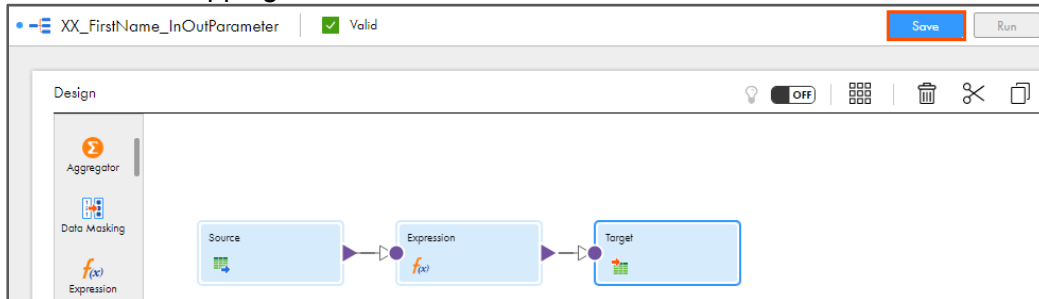 XX_FirstName_InOutParameter Valid Save Run
Design OFF
Σ
Aggregator
Data Masking
Source Expression Target
f(x)
f(x)
Expression